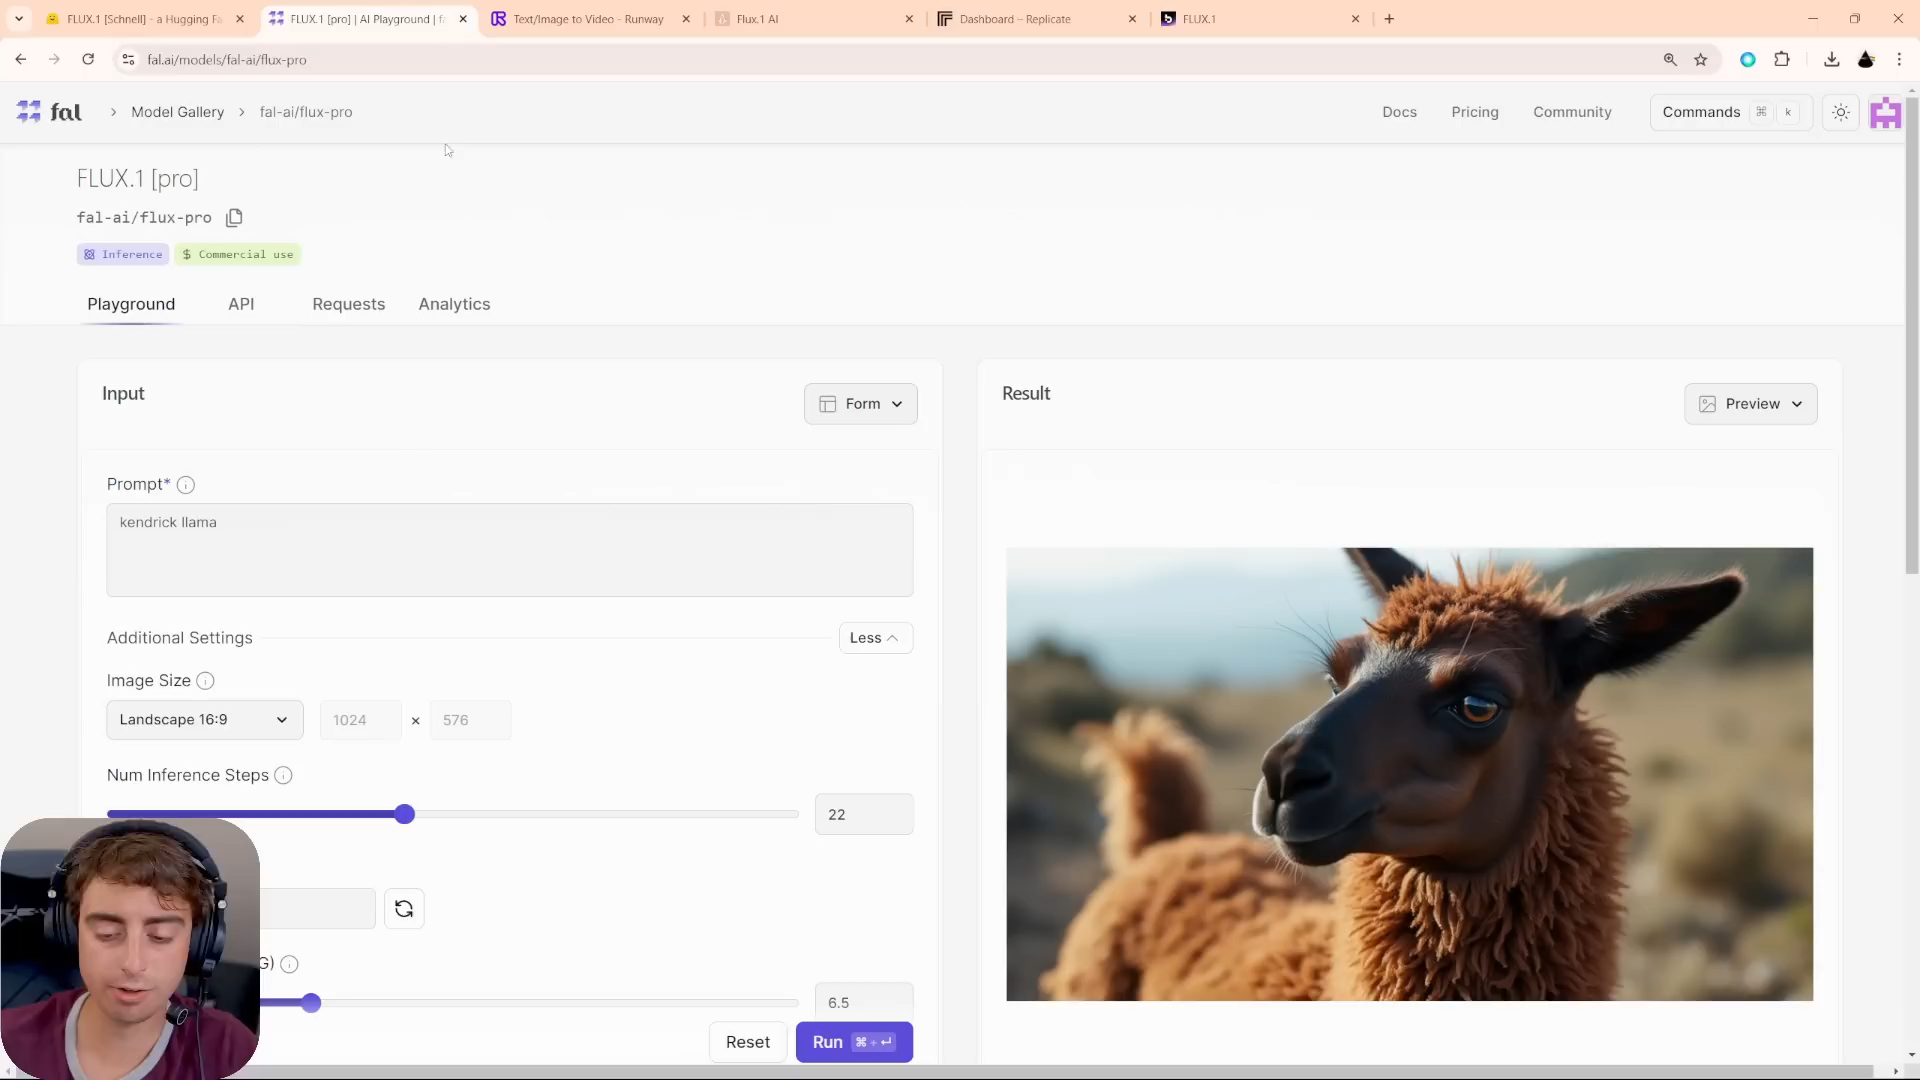 FLUX.1 [Schnell] - a Hugging Fa
FLUX.1 [pro] | AI Playground | fa
Text/Image to Video - Runway
Flux.1 AI
Dashboard – Replicate
FLUX.1
fal.ai/models/fal-ai/flux-pro
fal
Model Gallery
fal-ai/flux-pro
Docs
Pricing
Community
Commands ⌘ k
FLUX.1 [pro]
fal-ai/flux-pro
Inference
$ Commercial use
Playground
API
Requests
Analytics
Input
Form
Result
Preview
Prompt*
kendrick llama
Additional Settings
Less
Image Size
Landscape 16:9
1024 × 576
Num Inference Steps
22
G)
6.5
Reset
Run ⌘ + ↵